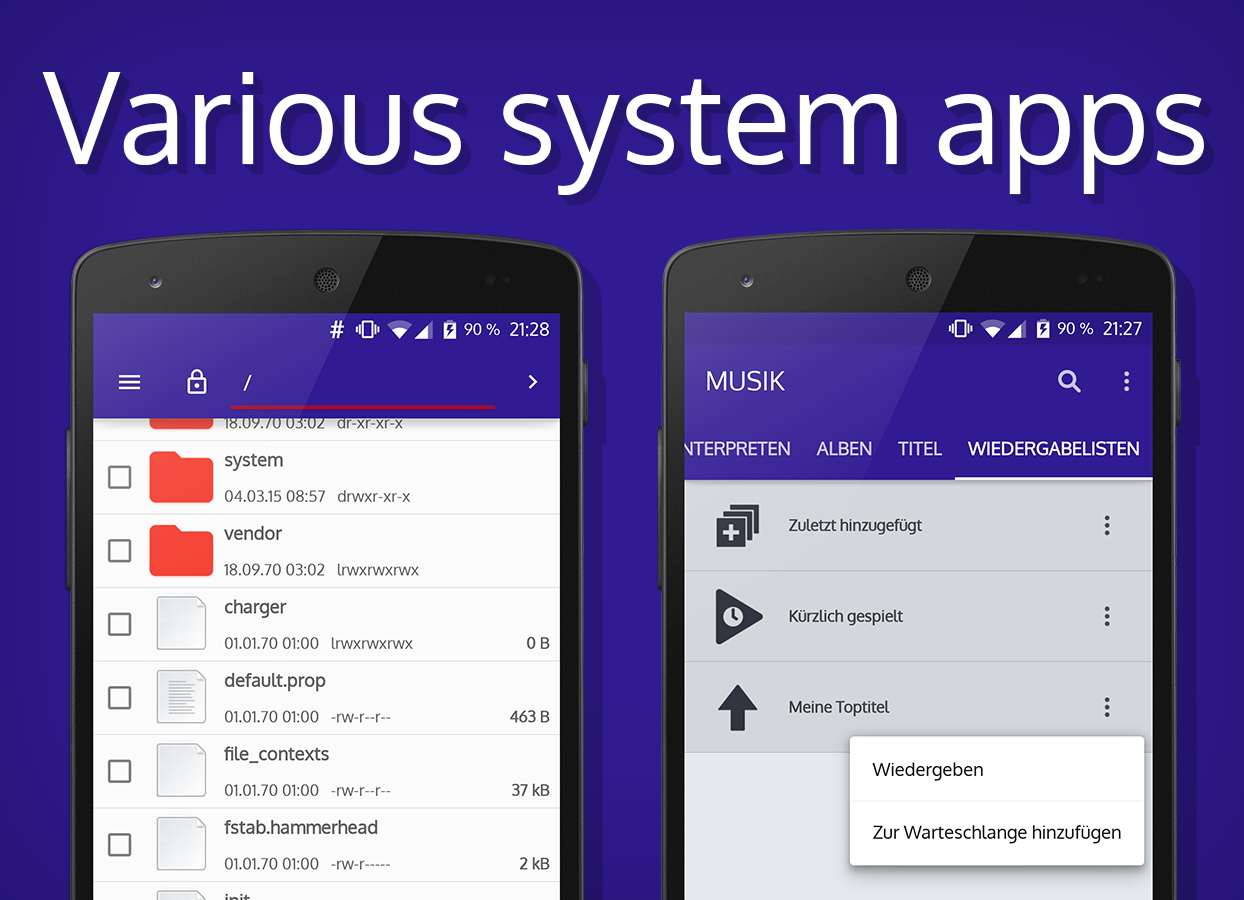 Various system apps
# 90 % 21:28
/
18.09.70 03:02 dr-xr-xr-x
system
04.03.15 08:57 drwxr-xr-x
vendor
18.09.70 03:02 lrwxrwxrwx
charger
01.01.70 01:00 lrwxrwxrwx 0 B
default.prop
01.01.70 01:00 -rw-r--r-- 463 B
file_contexts
01.01.70 01:00 -rw-r--r-- 37 kB
fstab.hammerhead
01.01.70 01:00 -rw-r----- 2 kB
init
90 % 21:27
MUSIK
NTERPRETEN ALBEN TITEL WIEDERGABELISTEN
Zuletzt hinzugefügt
Kürzlich gespielt
Meine Toptitel
Wiedergeben
Zur Warteschlange hinzufügen